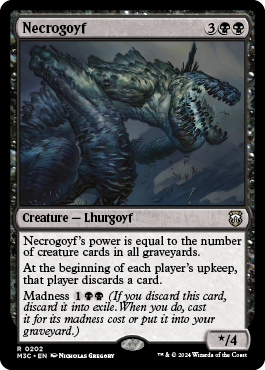 Necrogoyf 3
Creature — Lhurgoyf
Necrogoyf's power is equal to the number
of creature cards in all graveyards.
At the beginning of each player's upkeep,
that player discards a card.
Madness 1 (If you discard this card,
discard it into exile. When you do, cast
it for its madness cost or put it into your
graveyard.)
*/4
R 0202
M3C • EN Nicholas Gregory ™ & © 2024 Wizards of the Coast